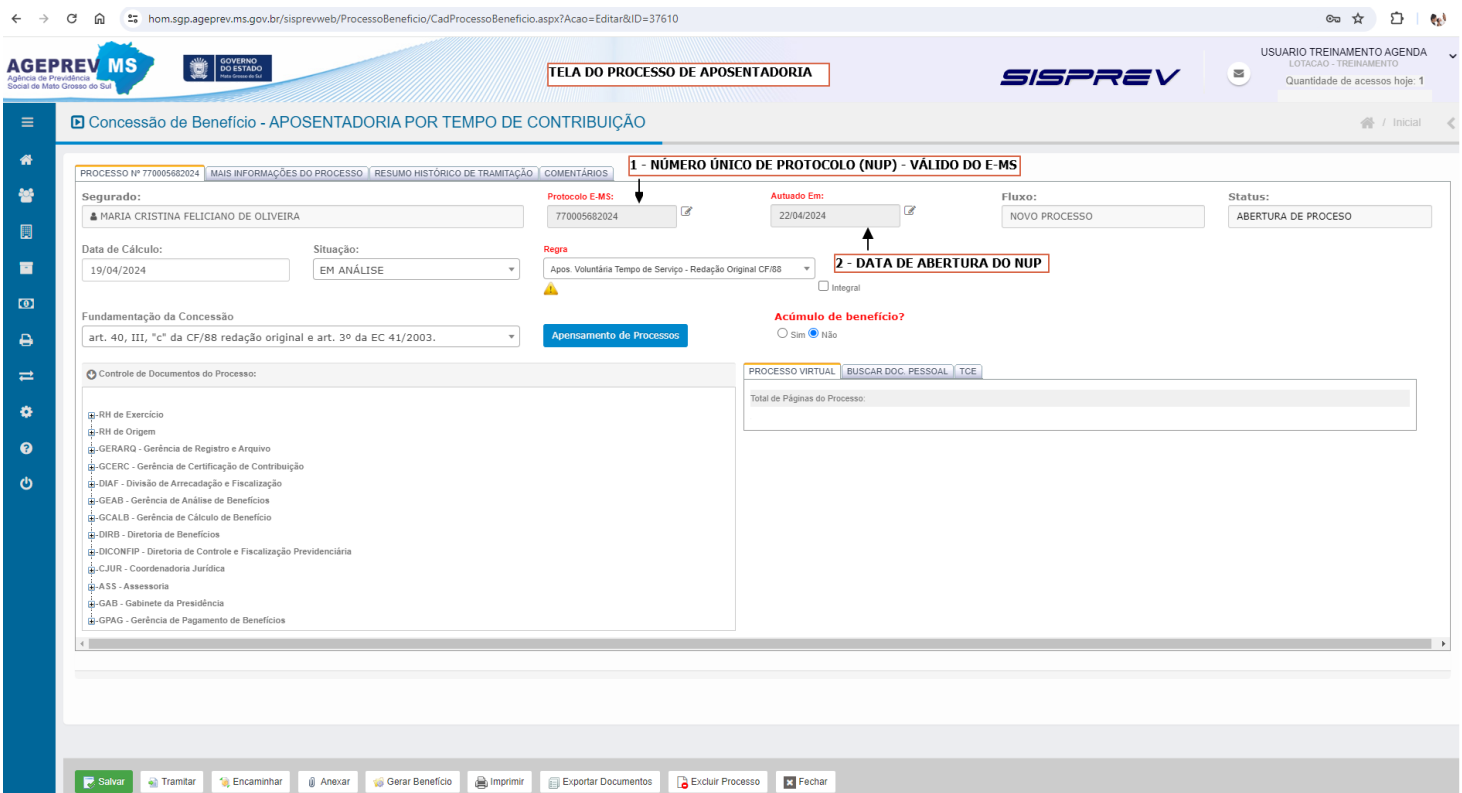 hom.sgp.ageprev.ms.gov.br/sisprevweb/ProcessoBeneficio/CadProcessoBeneficio.aspx?Acao=Editar&ID=37610
AGEPREV MS
Agência de Previdência
Social de Mato Grosso do Sul
GOVERNO
DO ESTADO
Mato Grosso do Sul
TELA DO PROCESSO DE APOSENTADORIA
SISPREV
USUARIO TREINAMENTO AGENDA
LOTACAO - TREINAMENTO
Quantidade de acessos hoje: 1
Concessão de Benefício - APOSENTADORIA POR TEMPO DE CONTRIBUIÇÃO
/ Inicial
1 - NÚMERO ÚNICO DE PROTOCOLO (NUP) - VÁLIDO DO E-MS
PROCESSO Nº 770005682024 MAIS INFORMAÇÕES DO PROCESSO RESUMO HISTÓRICO DE TRAMITAÇÃO COMENTÁRIOS
Segurado: Protocolo E-MS: Autuado Em: Fluxo: Status:
MARIA CRISTINA FELICIANO DE OLIVEIRA 770005682024 22/04/2024 NOVO PROCESSO ABERTURA DE PROCESO
Data de Cálculo: Situação: Regra
19/04/2024 EM ANÁLISE Apos. Voluntária Tempo de Serviço - Redação Original CF/88
2 - DATA DE ABERTURA DO NUP
Integral
Fundamentação da Concessão Acúmulo de benefício?
art. 40, III, "c" da CF/88 redação original e art. 3º da EC 41/2003. Apensamento de Processos Sim Não
Controle de Documentos do Processo: PROCESSO VIRTUAL BUSCAR DOC. PESSOAL TCE
Total de Páginas do Processo:
-RH de Exercício
-RH de Origem
-GERARQ - Gerência de Registro e Arquivo
-GCERC - Gerência de Certificação de Contribuição
-DIAF - Divisão de Arrecadação e Fiscalização
-GEAB - Gerência de Análise de Benefícios
-GCALB - Gerência de Cálculo de Benefício
-DIRB - Diretoria de Benefícios
-DICONFIP - Diretoria de Controle e Fiscalização Previdenciária
-CJUR - Coordenadoria Jurídica
-ASS - Assessoria
-GAB - Gabinete da Presidência
-GPAG - Gerência de Pagamento de Benefícios
Salvar Tramitar Encaminhar Anexar Gerar Benefício Imprimir Exportar Documentos Excluir Processo Fechar